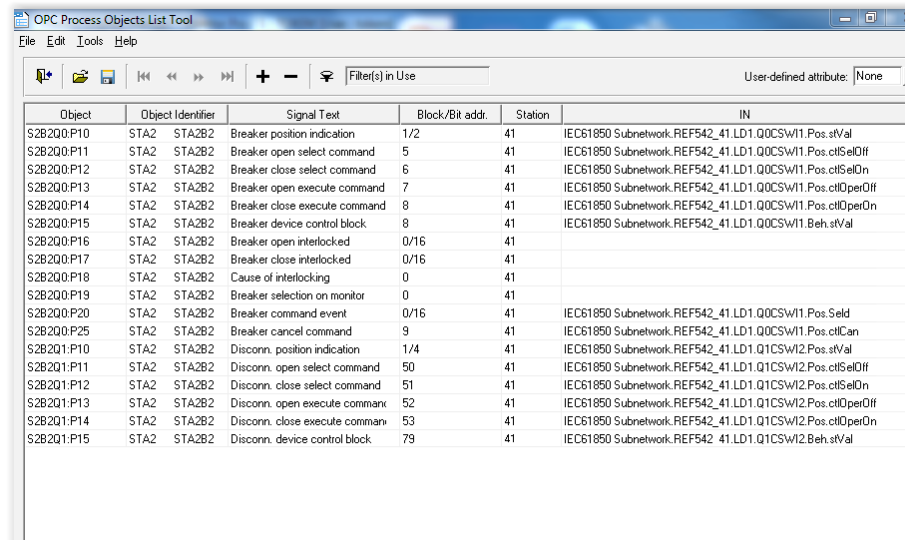 OPC Process Objects List Tool
File Edit Tools Help
Filter(s) in Use User-defined attribute: None
Object Object Identifier Signal Text Block/Bit addr. Station IN
S2B2Q0:P10 STA2 STA2B2 Breaker position indication 1/2 41 IEC61850 Subnetwork.REF542_41.LD1.Q0CSWI1.Pos.stVal
S2B2Q0:P11 STA2 STA2B2 Breaker open select command 5 41 IEC61850 Subnetwork.REF542_41.LD1.Q0CSWI1.Pos.ctlSelOff
S2B2Q0:P12 STA2 STA2B2 Breaker close select command 6 41 IEC61850 Subnetwork.REF542_41.LD1.Q0CSWI1.Pos.ctlSelOn
S2B2Q0:P13 STA2 STA2B2 Breaker open execute command 7 41 IEC61850 Subnetwork.REF542_41.LD1.Q0CSWI1.Pos.ctlOperOff
S2B2Q0:P14 STA2 STA2B2 Breaker close execute command 8 41 IEC61850 Subnetwork.REF542_41.LD1.Q0CSWI1.Pos.ctlOperOn
S2B2Q0:P15 STA2 STA2B2 Breaker device control block 8 41 IEC61850 Subnetwork.REF542_41.LD1.Q0CSWI1.Beh.stVal
S2B2Q0:P16 STA2 STA2B2 Breaker open interlocked 0/16 41
S2B2Q0:P17 STA2 STA2B2 Breaker close interlocked 0/16 41
S2B2Q0:P18 STA2 STA2B2 Cause of interlocking 0 41
S2B2Q0:P19 STA2 STA2B2 Breaker selection on monitor 0 41
S2B2Q0:P20 STA2 STA2B2 Breaker command event 0/16 41 IEC61850 Subnetwork.REF542_41.LD1.Q0CSWI1.Pos.Seld
S2B2Q0:P25 STA2 STA2B2 Breaker cancel command 9 41 IEC61850 Subnetwork.REF542_41.LD1.Q0CSWI1.Pos.ctlCan
S2B2Q1:P10 STA2 STA2B2 Disconn. position indication 1/4 41 IEC61850 Subnetwork.REF542_41.LD1.Q1CSWI2.Pos.stVal
S2B2Q1:P11 STA2 STA2B2 Disconn. open select command 50 41 IEC61850 Subnetwork.REF542_41.LD1.Q1CSWI2.Pos.ctlSelOff
S2B2Q1:P12 STA2 STA2B2 Disconn. close select command 51 41 IEC61850 Subnetwork.REF542_41.LD1.Q1CSWI2.Pos.ctlSelOn
S2B2Q1:P13 STA2 STA2B2 Disconn. open execute comman 52 41 IEC61850 Subnetwork.REF542_41.LD1.Q1CSWI2.Pos.ctlOperOff
S2B2Q1:P14 STA2 STA2B2 Disconn. close execute comman 53 41 IEC61850 Subnetwork.REF542_41.LD1.Q1CSWI2.Pos.ctlOperOn
S2B2Q1:P15 STA2 STA2B2 Disconn. device control block 79 41 IEC61850 Subnetwork.REF542 41.LD1.Q1CSWI2.Beh.stVal